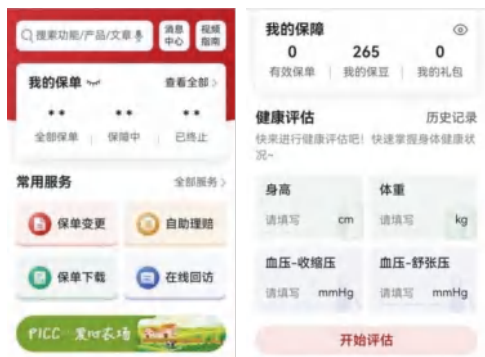 搜索功能/产品/文章
消息中心
视频指南
我的保单
查看全部 >
** ** **
全部保单 | 保障中 | 已终止
常用服务
全部服务 >
保单变更
自助理赔
保单下载
在线回访
PICC 爱心农场
我的保障
0 265 0
有效保单 | 我的保豆 | 我的礼包
健康评估
历史记录
快来进行健康评估吧!快速掌握身体健康状
况~
身高
体重
请填写 cm
请填写 kg
血压-收缩压
血压-舒张压
请填写 mmHg
请填写 mmHg
开始评估